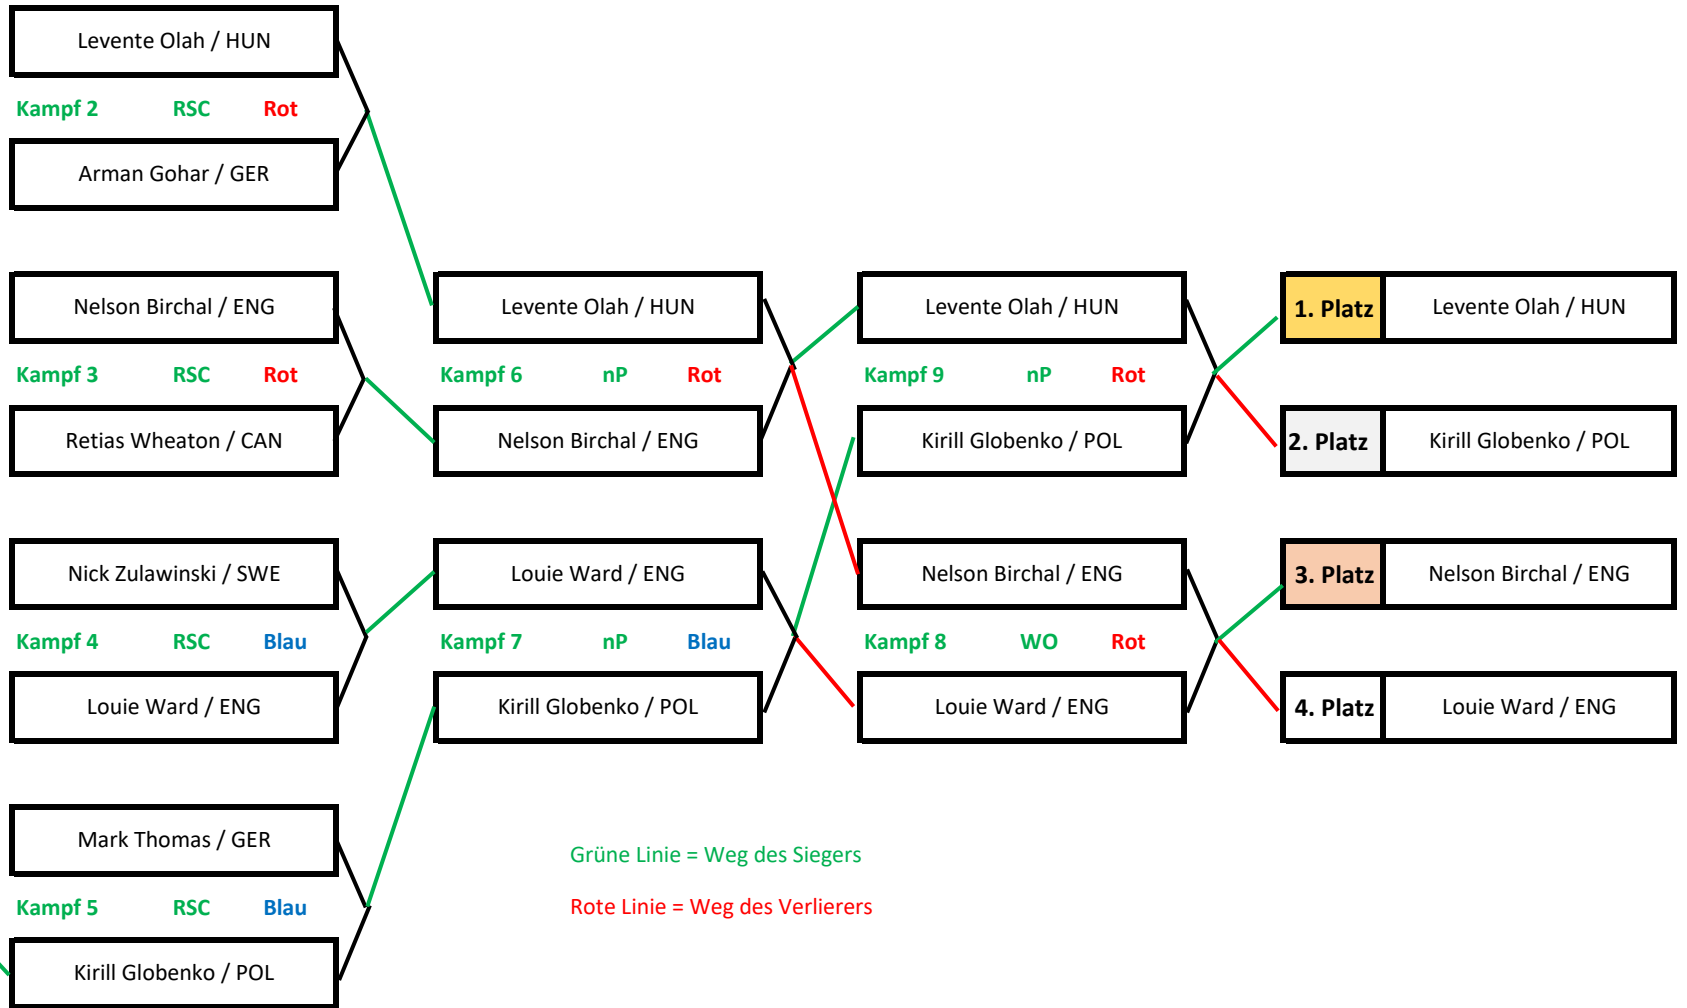 Levente Olah / HUN
Kampf 2 RSC Rot
Arman Gohar / GER
Nelson Birchal / ENG
Kampf 3 RSC Rot
Retias Wheaton / CAN
Nick Zulawinski / SWE
Kampf 4 RSC Blau
Louie Ward / ENG
Mark Thomas / GER
Kampf 5 RSC Blau
Kirill Globenko / POL
Levente Olah / HUN
Kampf 6 nP Rot
Nelson Birchal / ENG
Louie Ward / ENG
Kampf 7 nP Blau
Kirill Globenko / POL
Levente Olah / HUN
Kampf 9 nP Rot
Kirill Globenko / POL
Nelson Birchal / ENG
Kampf 8 WO Rot
Louie Ward / ENG
1. Platz Levente Olah / HUN
2. Platz Kirill Globenko / POL
3. Platz Nelson Birchal / ENG
4. Platz Louie Ward / ENG
Grüne Linie = Weg des Siegers
Rote Linie = Weg des Verlierers